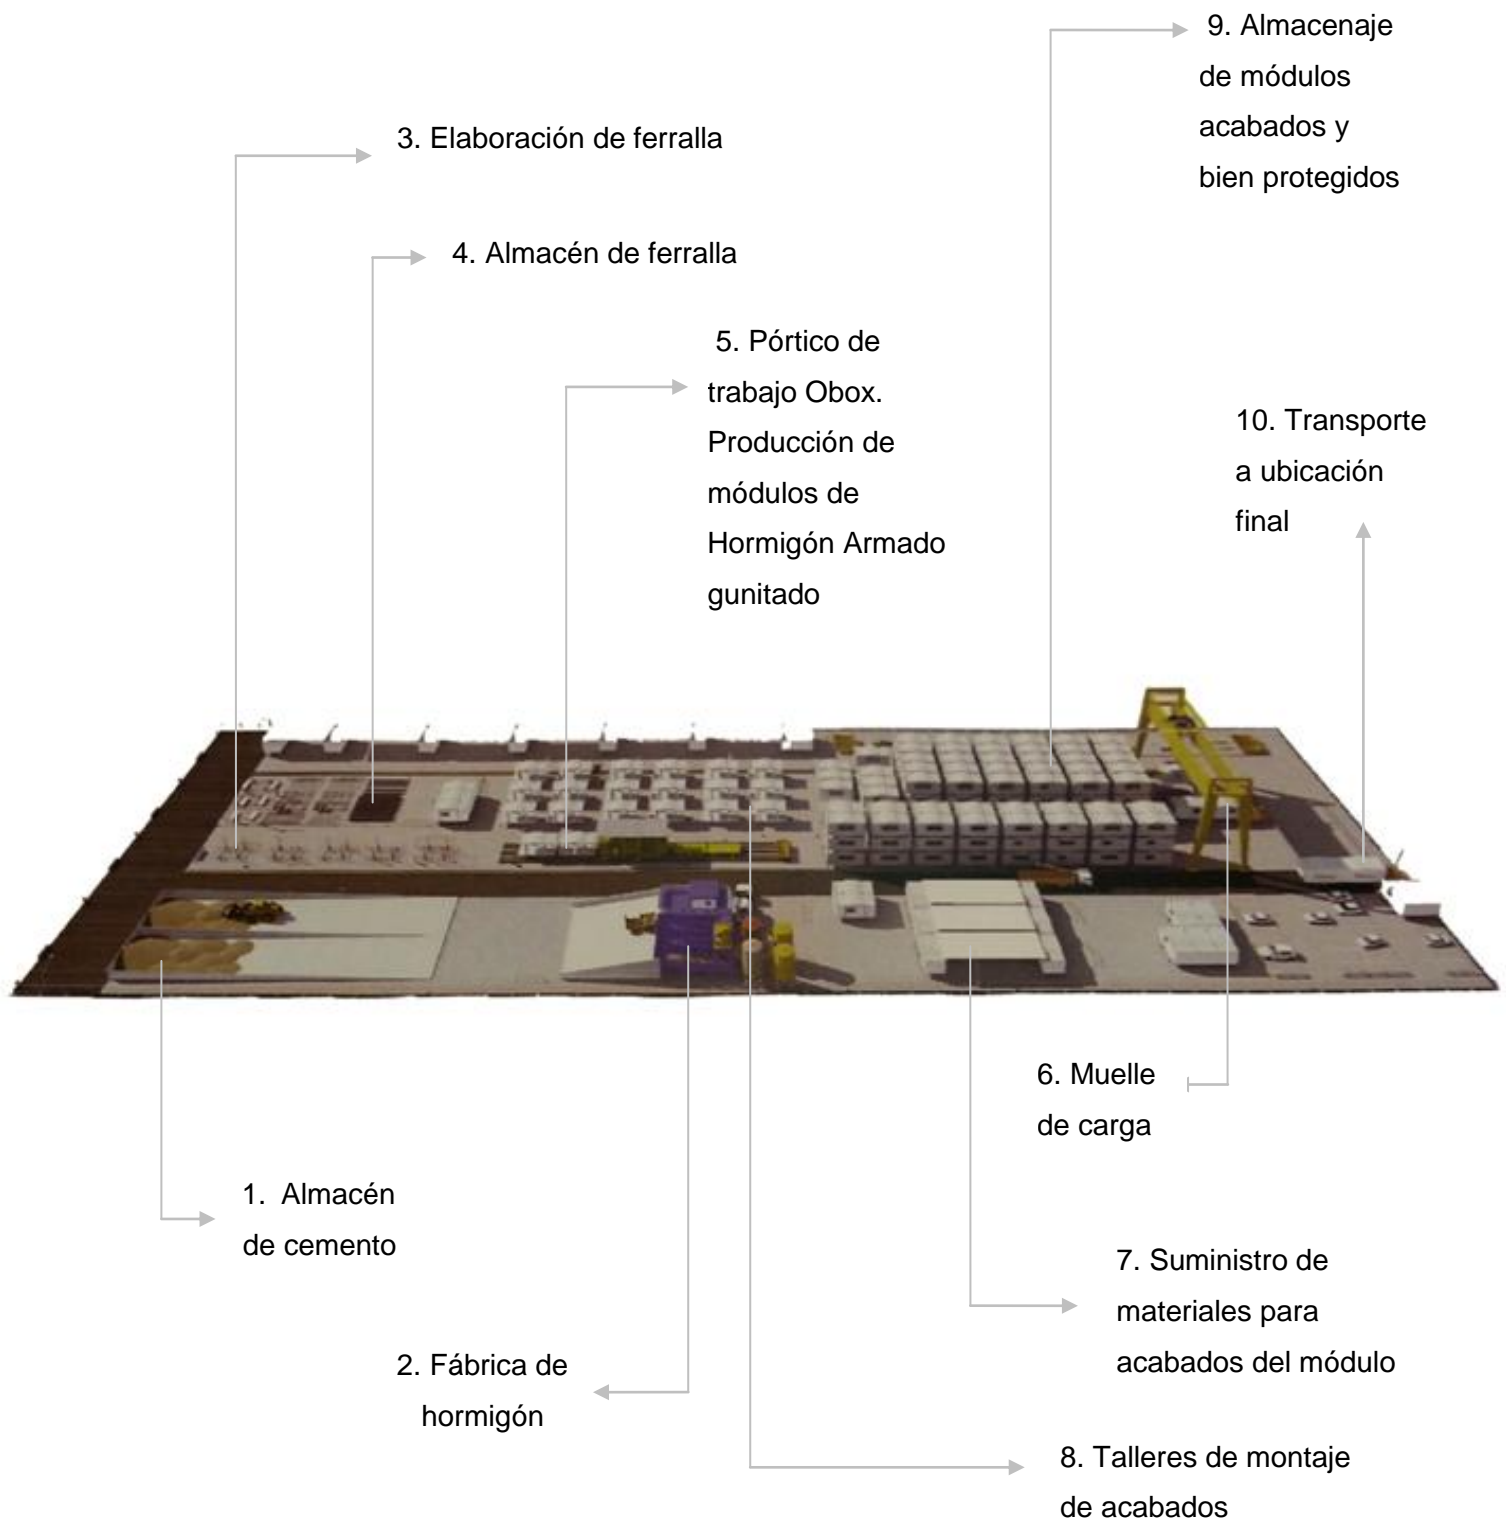 9. Almacenaje
de módulos
acabados y
bien protegidos
3. Elaboración de ferralla
4. Almacén de ferralla
5. Pórtico de
trabajo Obox.
Producción de
módulos de
Hormigón Armado
gunitado
10. Transporte
a ubicación
final
6. Muelle
de carga
1. Almacén
de cemento
7. Suministro de
materiales para
acabados del módulo
2. Fábrica de
hormigón
8. Talleres de montaje
de acabados